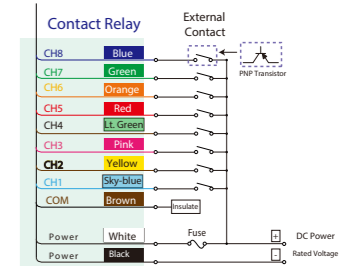 Contact Relay
External
Contact
CH8 Blue
PNP Transistor
CH7 Green
CH6 Orange
CH5 Red
CH4 Lt. Green
CH3 Pink
CH2 Yellow
CH1 Sky-blue
COM Brown
Insulate
Power White Fuse + DC Power
Power Black - Rated Voltage